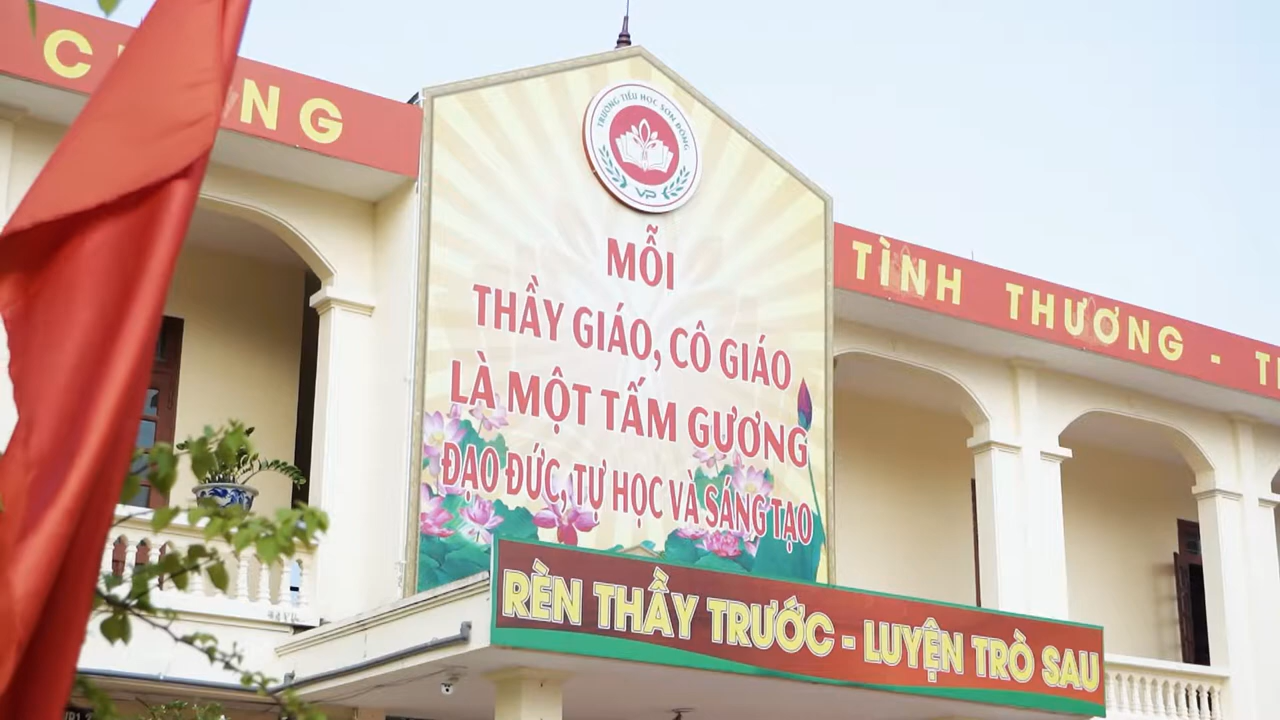 TRƯỜNG TIỂU HỌC SƠN ĐÔNG
VP
MỖI
THẦY GIÁO, CÔ GIÁO
LÀ MỘT TẤM GƯƠNG
ĐẠO ĐỨC, TỰ HỌC VÀ SÁNG TẠO
TÌNH THƯƠNG -
RÈN THẦY TRƯỚC - LUYỆN TRÒ SAU